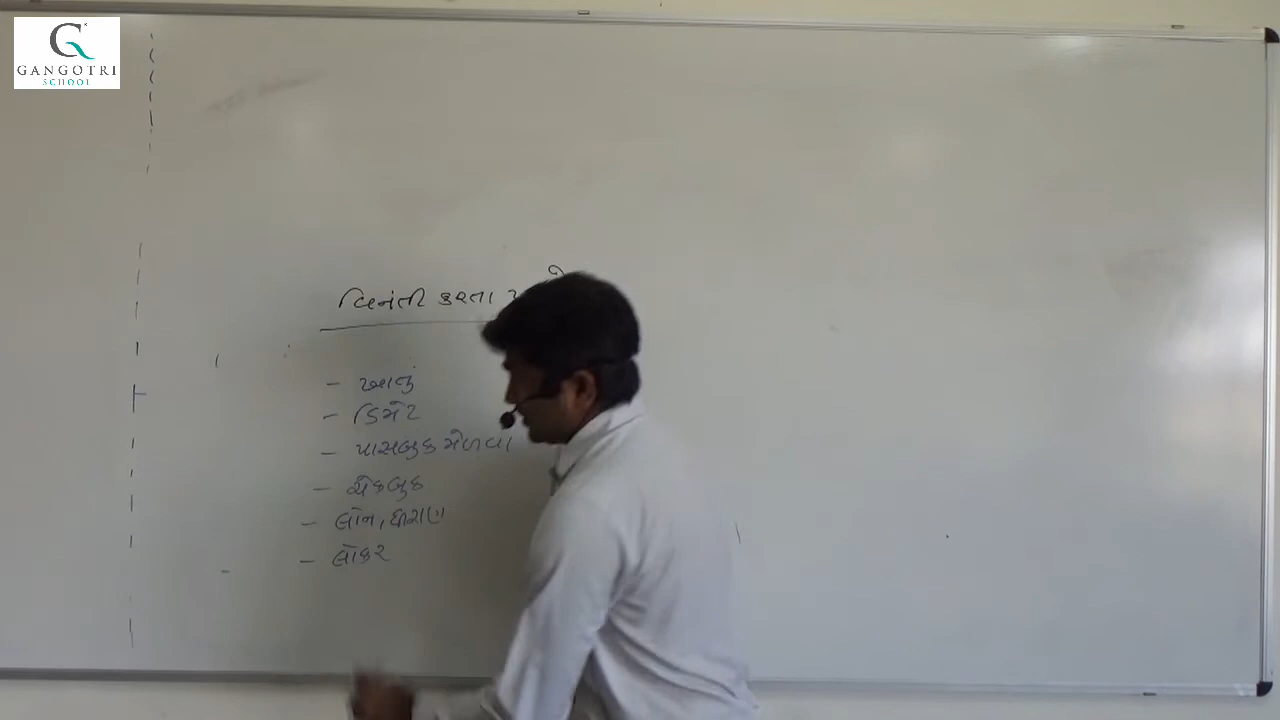 GANGOTRI
SCHOOL
વિનંતી કરતા
- ખાતું
- ડિમેટ
- પાસબુક મેળવવા
- ચેકબુક
- લોન, ધીરાણ
- લોકર